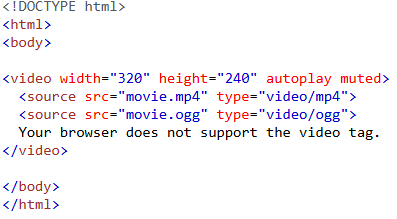 <!DOCTYPE html>
<html>
<body>
<video width="320" height="240" autoplay muted>
<source src="movie.mp4" type="video/mp4">
<source src="movie.ogg" type="video/ogg">
Your browser does not support the video tag.
</video>
</body>
</html>